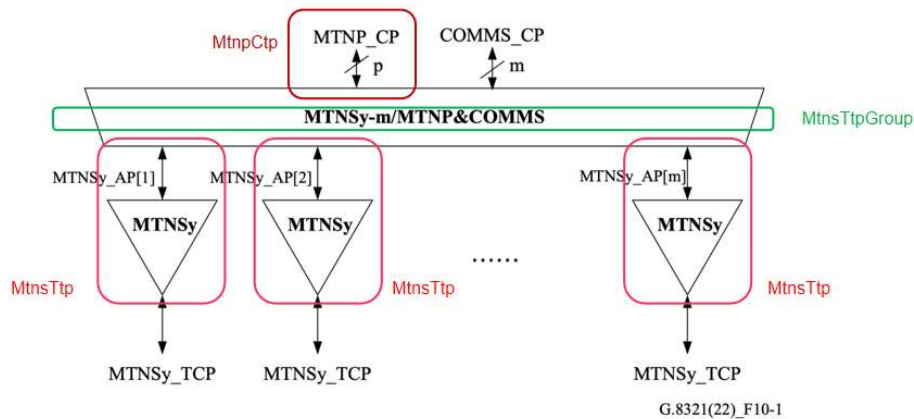 MtnpCtp
MTNP_CP
COMMS_CP
p
m
MTNSy-m/MTNP&COMMS
MtnsTtpGroup
MTNSy_AP[1]
MTNSy_AP[2]
MTNSy_AP[m]
MTNSy
MTNSy
MTNSy
......
MtnsTtp
MtnsTtp
MtnsTtp
MTNSy_TCP
MTNSy_TCP
MTNSy_TCP
G.8321(22)_F10-1